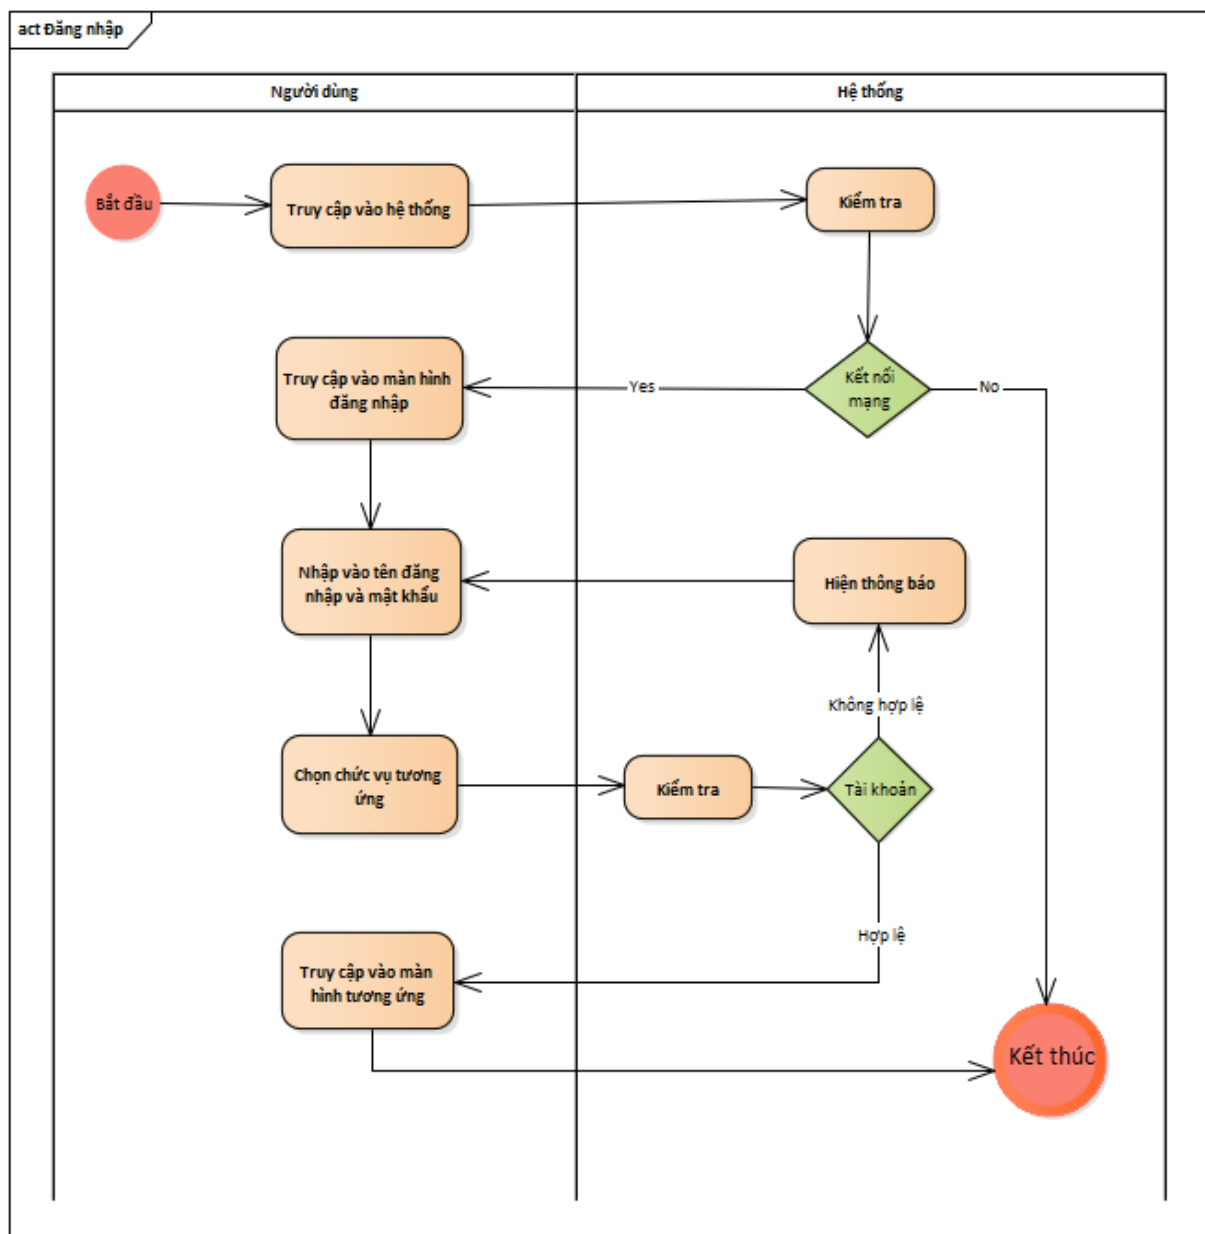 act Đăng nhập
Người dùng
Hệ thống
Bắt đầu
Truy cập vào hệ thống
Kiểm tra
Truy cập vào màn hình
đăng nhập
Yes
Kết nối
mạng
No
Nhập vào tên đăng
nhập và mật khẩu
Hiện thông báo
Không hợp lệ
Chọn chức vụ tương
ứng
Kiểm tra
Tài khoản
Hợp lệ
Truy cập vào màn
hình tương ứng
Kết thúc